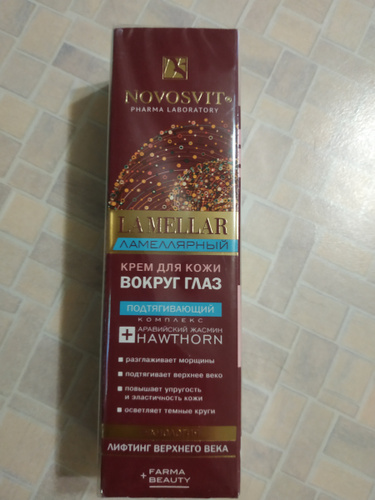 NOVOSVIT®
PHARMA LABORATORY
LAMELLAR
ЛАМЕЛЛЯРНЫЙ
КРЕМ ДЛЯ КОЖИ
ВОКРУГ ГЛАЗ
ПОДТЯГИВАЮЩИЙ
КОМПЛЕКС
+ АРАВИЙСКИЙ ЖАСМИН
HAWTHORN
разглаживает морщины
подтягивает верхнее веко
повышает упругость
и эластичность кожи
осветляет темные круги
ЛИФТИНГ ВЕРХНЕГО ВЕКА
+ FARMA
BEAUTY